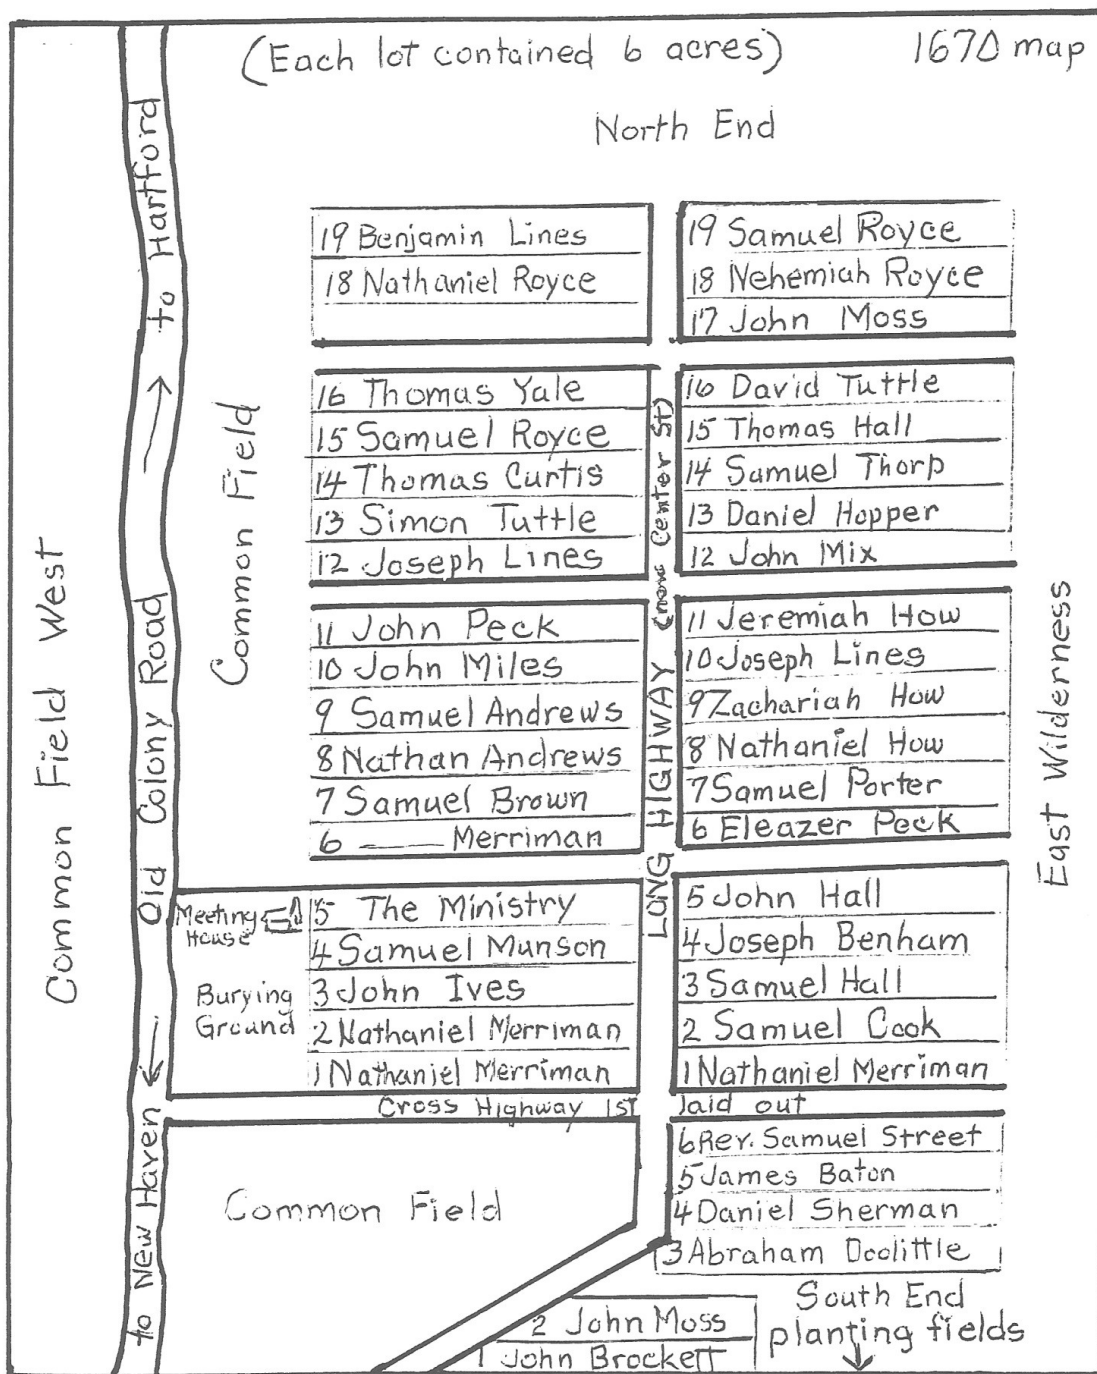 (Each lot contained 6 acres)
1670 map
North End
19 Benjamin Lines
18 Nathaniel Royce
19 Samuel Royce
18 Nehemiah Royce
17 John Moss
16 Thomas Yale
15 Samuel Royce
14 Thomas Curtis
13 Simon Tuttle
12 Joseph Lines
16 David Tuttle
15 Thomas Hall
14 Samuel Thorp
13 Daniel Hopper
12 John Mix
11 John Peck
10 John Miles
9 Samuel Andrews
8 Nathan Andrews
7 Samuel Brown
6 —— Merriman
11 Jeremiah How
10 Joseph Lines
9 Zachariah How
8 Nathaniel How
7 Samuel Porter
6 Eleazer Peck
Meeting
House
Burying
Ground
5 The Ministry
4 Samuel Munson
3 John Ives
2 Nathaniel Merriman
1 Nathaniel Merriman
5 John Hall
4 Joseph Benham
3 Samuel Hall
2 Samuel Cook
1 Nathaniel Merriman
Cross Highway 1st laid out
6 Rev. Samuel Street
5 James Baton
4 Daniel Sherman
3 Abraham Doolittle
2 John Moss
1 John Brockett
South End
planting fields
Common Field
Common Field
Common Field West
to New Haven ← Old Colony Road → to Hartford
LONG HIGHWAY (now Center St)
East Wilderness